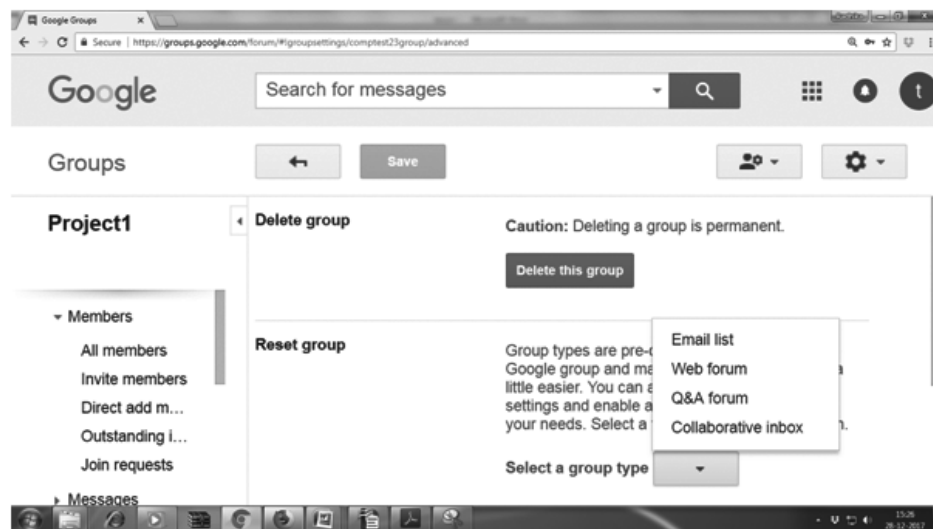 Google Groups
Secure | https://groups.google.com/forum/#!groupsettings/comptest23group/advanced
Google
Search for messages
t
Groups
Save
Project1
Delete group
Caution: Deleting a group is permanent.
Delete this group
Members
All members
Invite members
Direct add m...
Outstanding i...
Join requests
Messages
Reset group
Group types are pre-
Google group and ma
little easier. You can a
settings and enable a
your needs. Select a
Email list
Web forum
Q&A forum
Collaborative inbox
Select a group type
15:26
28-12-2017